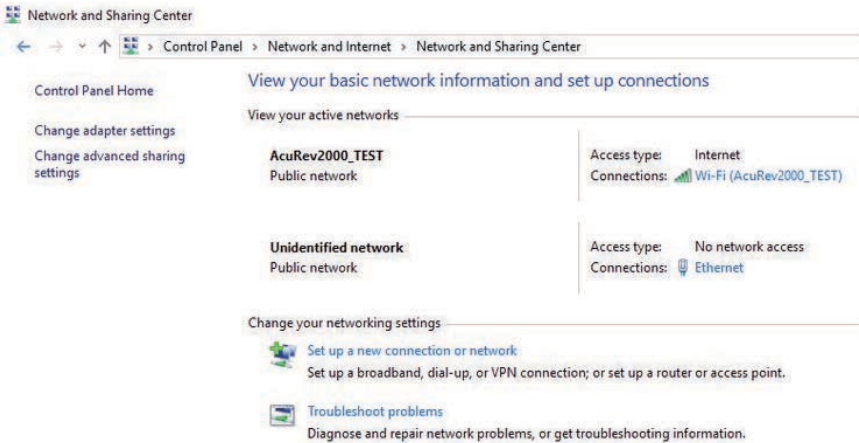 Network and Sharing Center
Control Panel > Network and Internet > Network and Sharing Center
Control Panel Home
Change adapter settings
Change advanced sharing
settings
View your basic network information and set up connections
View your active networks
AcuRev2000_TEST
Public network
Access type: Internet
Connections: Wi-Fi (AcuRev2000_TEST)
Unidentified network
Public network
Access type: No network access
Connections: Ethernet
Change your networking settings
Set up a new connection or network
Set up a broadband, dial-up, or VPN connection; or set up a router or access point.
Troubleshoot problems
Diagnose and repair network problems, or get troubleshooting information.